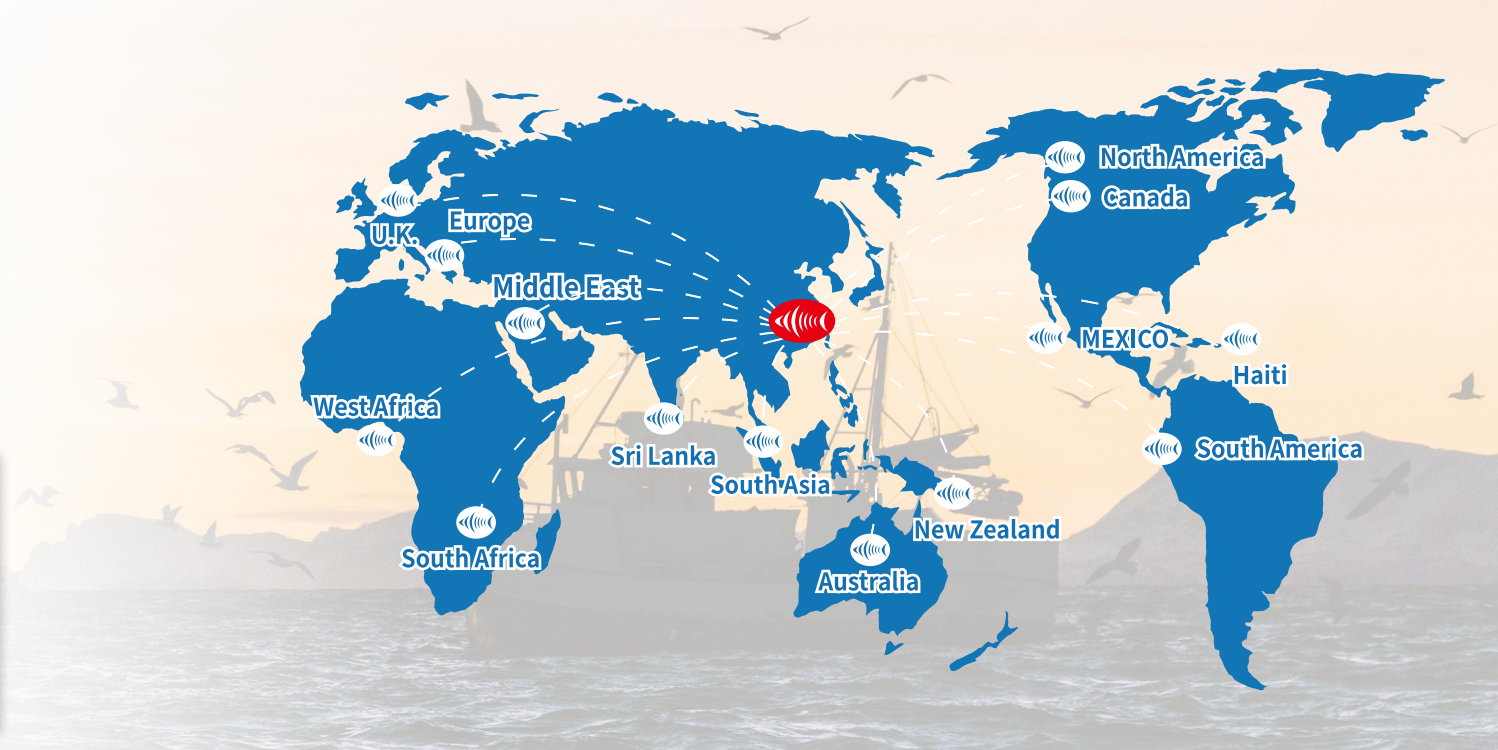 North America
Canada
Europe
U.K.
Middle East
MEXICO
Haiti
West Africa
Sri Lanka
South America
South Asia
New Zealand
South Africa
Australia